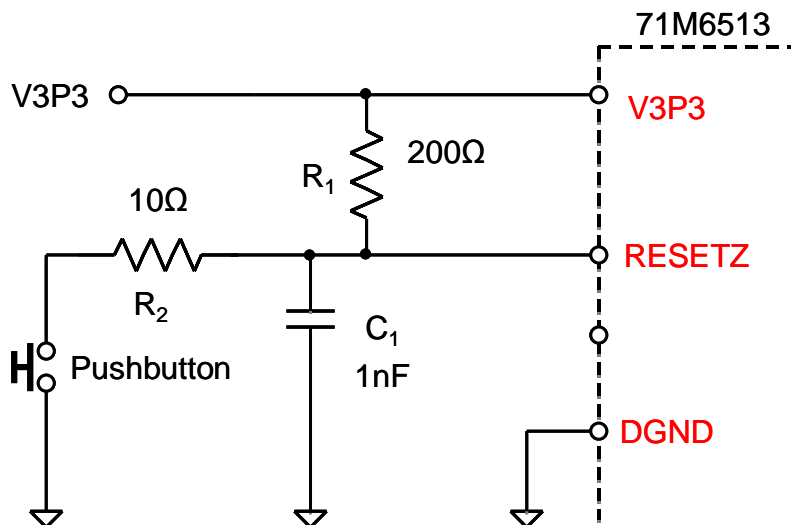 71M6513
V3P3
V3P3
200Ω
R1
10Ω
RESETZ
R2
C1
Pushbutton
1nF
DGND